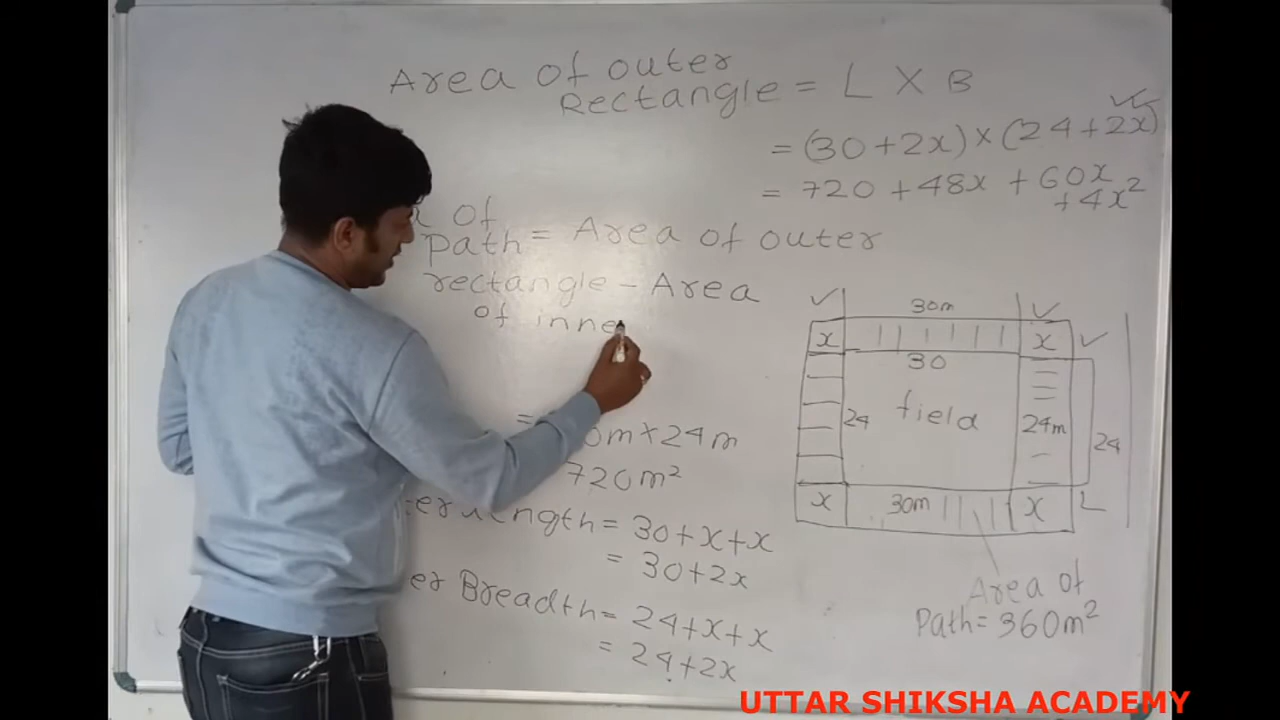 Area of outer
Rectangle = L × B
= (30+2x) × (24+2x)
= 720 + 48x + 60x
+ 4x²
of
Path = Area of outer
rectangle - Area
of inne
= m × 24m
720m²
length = 30+x+x
= 30+2x
er Breadth = 24+x+x
= 24+2x
30m
x
x
30
24
field
24m
24
x
30m
x
Area of
Path = 360m²
UTTAR SHIKSHA ACADEMY